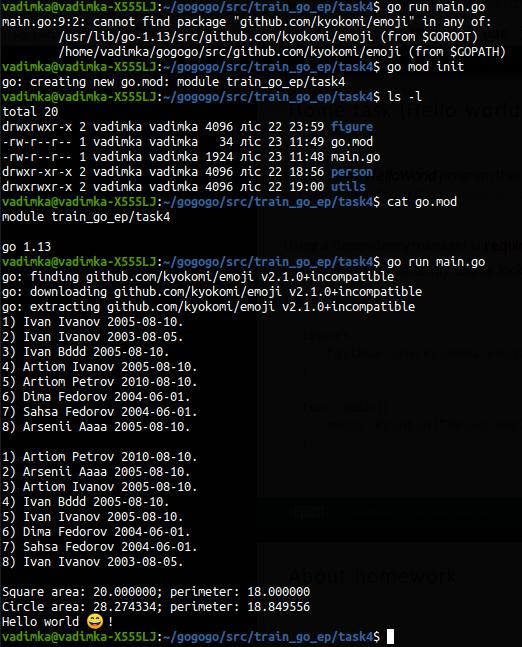 vadimka@vadimka-X555LJ:~/gogogo/src/train_go_ep/task4$ go run main.go
main.go:9:2: cannot find package "github.com/kyokomi/emoji" in any of:
/usr/lib/go-1.13/src/github.com/kyokomi/emoji (from $GOROOT)
/home/vadimka/gogogo/src/github.com/kyokomi/emoji (from $GOPATH)
vadimka@vadimka-X555LJ:~/gogogo/src/train_go_ep/task4$ go mod init
go: creating new go.mod: module train_go_ep/task4
vadimka@vadimka-X555LJ:~/gogogo/src/train_go_ep/task4$ ls -l
total 20
drwxrwxr-x 2 vadimka vadimka 4096 лис 22 23:59 figure
-rw-r--r-- 1 vadimka vadimka   34 лис 23 11:49 go.mod
-rw-r--r-- 1 vadimka vadimka 1924 лис 23 11:48 main.go
drwxr-xr-x 2 vadimka vadimka 4096 лис 22 18:56 person
drwxrwxr-x 2 vadimka vadimka 4096 лис 22 19:00 utils
vadimka@vadimka-X555LJ:~/gogogo/src/train_go_ep/task4$ cat go.mod
module train_go_ep/task4
go 1.13
vadimka@vadimka-X555LJ:~/gogogo/src/train_go_ep/task4$ go run main.go
go: finding github.com/kyokomi/emoji v2.1.0+incompatible
go: downloading github.com/kyokomi/emoji v2.1.0+incompatible
go: extracting github.com/kyokomi/emoji v2.1.0+incompatible
1) Ivan Ivanov 2005-08-10.
2) Ivan Ivanov 2003-08-05.
3) Ivan Bddd 2005-08-10.
4) Artiom Ivanov 2005-08-10.
5) Artiom Petrov 2010-08-10.
6) Dima Fedorov 2004-06-01.
7) Sahsa Fedorov 2004-06-01.
8) Arsenii Aaaa 2005-08-10.
1) Artiom Petrov 2010-08-10.
2) Arsenii Aaaa 2005-08-10.
3) Artiom Ivanov 2005-08-10.
4) Ivan Bddd 2005-08-10.
5) Ivan Ivanov 2005-08-10.
6) Dima Fedorov 2004-06-01.
7) Sahsa Fedorov 2004-06-01.
8) Ivan Ivanov 2003-08-05.
Square area: 20.000000; perimeter: 18.000000
Circle area: 28.274334; perimeter: 18.849556
Hello world 😄 !
vadimka@vadimka-X555LJ:~/gogogo/src/train_go_ep/task4$
About homework